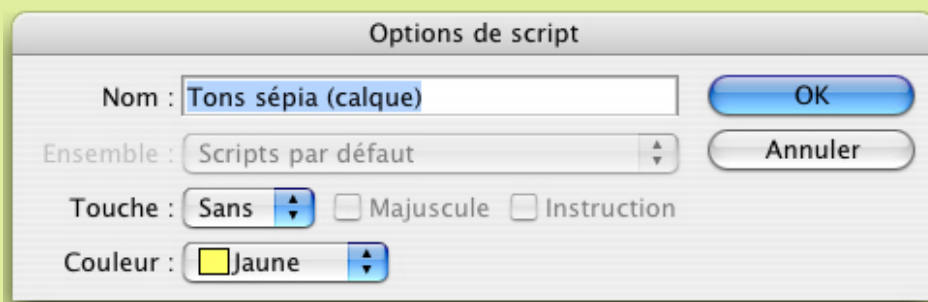 Options de script
Nom : Tons sépia (calque) OK
Ensemble : Scripts par défaut Annuler
Touche : Sans Majuscule Instruction
Couleur : Jaune